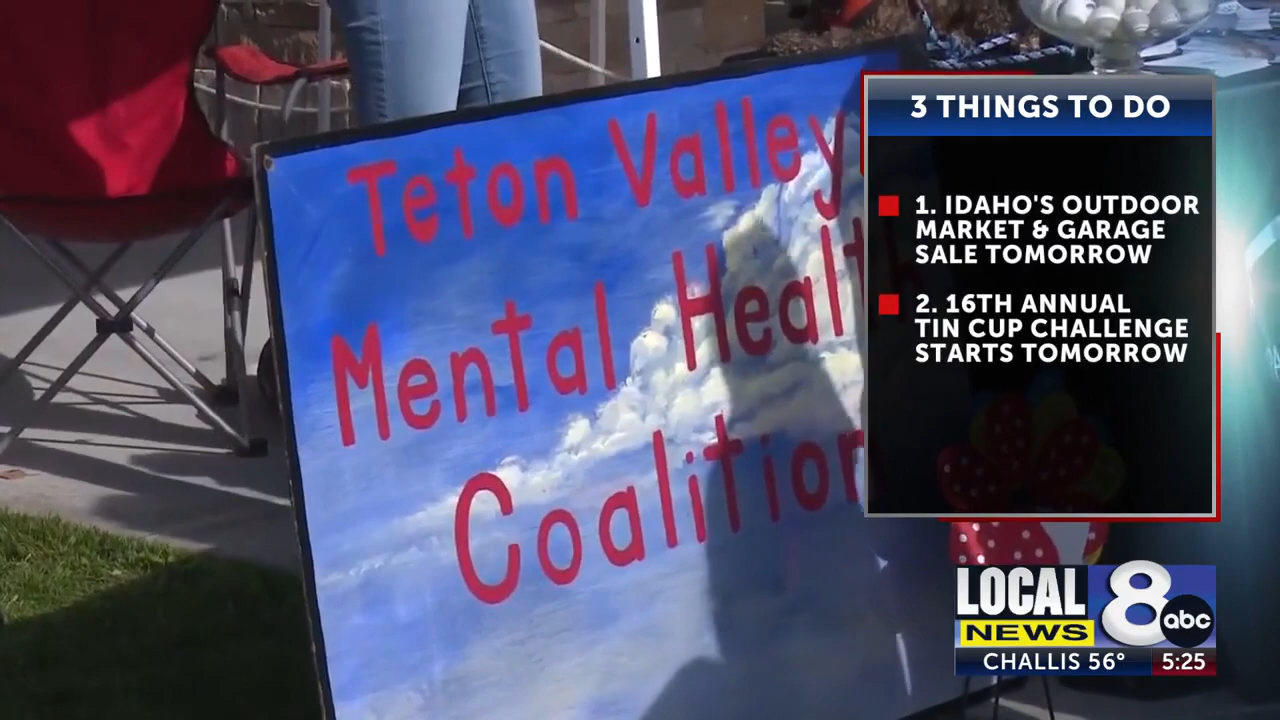 Teton Valley
Mental Health
Coalition
3 THINGS TO DO
1. IDAHO'S OUTDOOR
MARKET & GARAGE
SALE TOMORROW
2. 16TH ANNUAL
TIN CUP CHALLENGE
STARTS TOMORROW
LOCAL
NEWS
8
abc
CHALLIS 56°
5:25